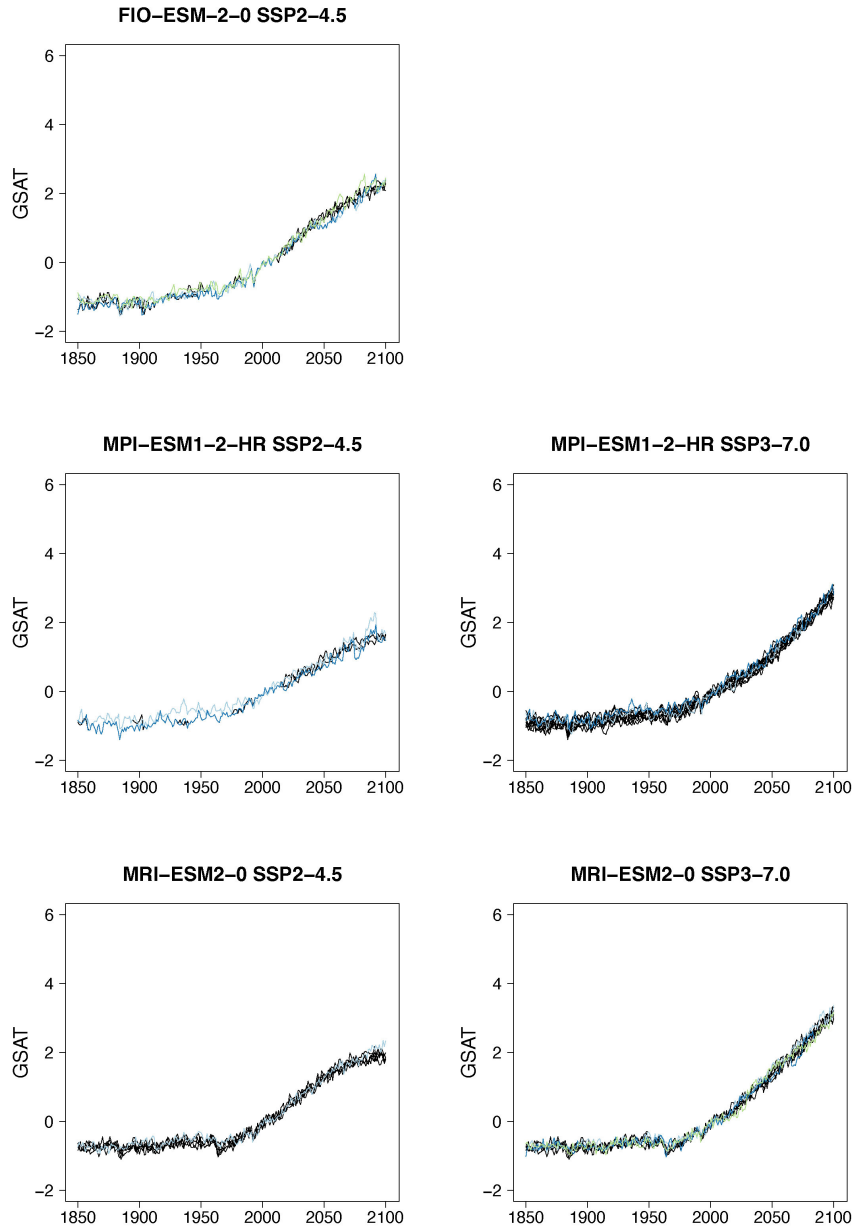 FIO−ESM−2−0 SSP2−4.5
6
4
2
0
−2
GSAT
1850 1900 1950 2000 2050 2100
MPI−ESM1−2−HR SSP2−4.5
6
4
2
0
−2
GSAT
1850 1900 1950 2000 2050 2100
MPI−ESM1−2−HR SSP3−7.0
6
4
2
0
−2
GSAT
1850 1900 1950 2000 2050 2100
MRI−ESM2−0 SSP2−4.5
6
4
2
0
−2
GSAT
1850 1900 1950 2000 2050 2100
MRI−ESM2−0 SSP3−7.0
6
4
2
0
−2
GSAT
1850 1900 1950 2000 2050 2100